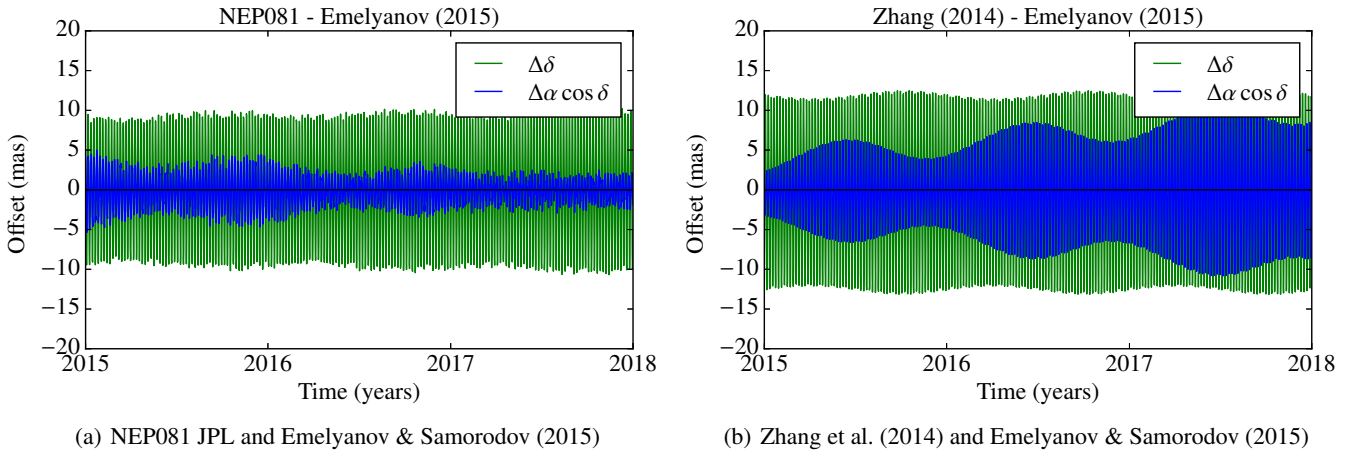 NEP081 - Emelyanov (2015)
20
15
10
5
0
−5
−10
−15
−20
Offset (mas)
Δδ
Δα cos δ
2015 2016 2017 2018
Time (years)
(a) NEP081 JPL and Emelyanov & Samorodov (2015)
Zhang (2014) - Emelyanov (2015)
20
15
10
5
0
−5
−10
−15
−20
Offset (mas)
Δδ
Δα cos δ
2015 2016 2017 2018
Time (years)
(b) Zhang et al. (2014) and Emelyanov & Samorodov (2015)